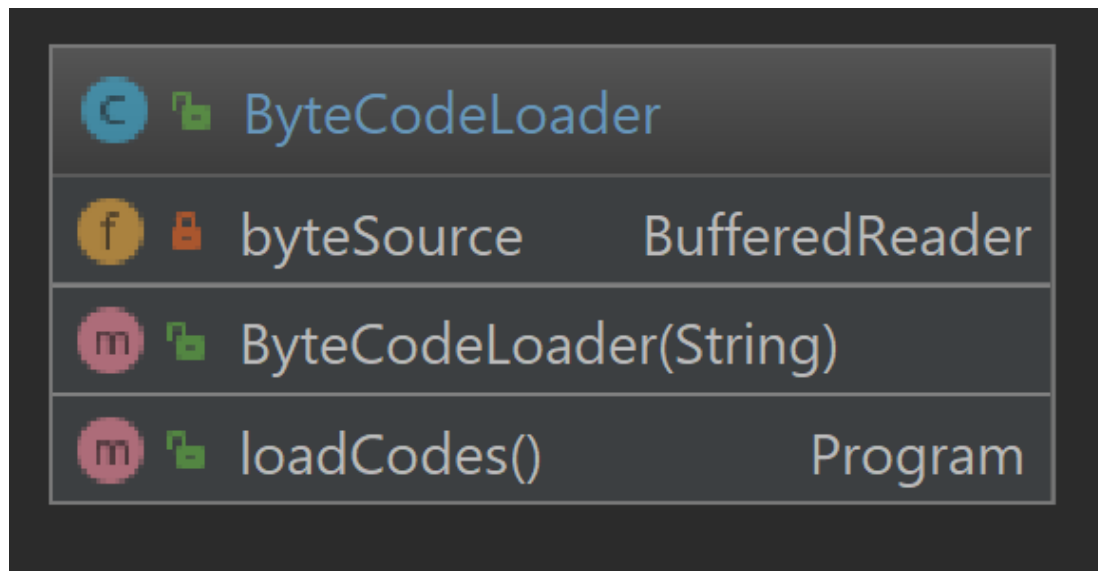 C ByteCodeLoader
f byteSource BufferedReader
m ByteCodeLoader(String)
m loadCodes() Program